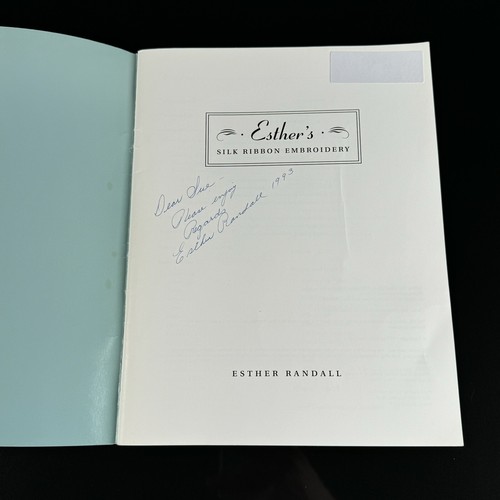 · Esther's ·
SILK RIBBON EMBROIDERY
Dear Sue –
Please enjoy
Regards
Esther Randall 1993
ESTHER RANDALL